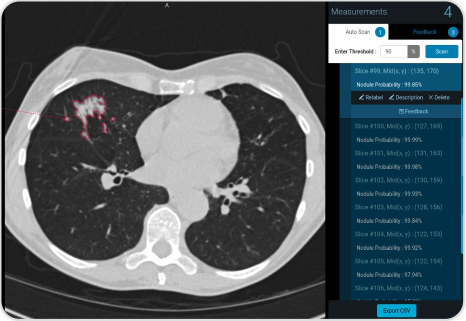 A
Measurements 4
Auto Scan 1 Feedback
Enter Threshold : 90 % Scan
Slice #99, Mid(x, y) : (135, 170)
Nodule Probability : 99.85%
Relabel Description × Delete
Feedback
Slice #100, Mid(x, y) : (127, 169)
Nodule Probability : 99.99%
Slice #101, Mid(x, y) : (131, 163)
Nodule Probability : 99.98%
Slice #102, Mid(x, y) : (130, 159)
Nodule Probability : 99.93%
Slice #103, Mid(x, y) : (128, 156)
Nodule Probability : 99.84%
Slice #104, Mid(x, y) : (122, 153)
Nodule Probability : 99.92%
Slice #105, Mid(x, y) : (122, 154)
Nodule Probability : 97.94%
Slice #106, Mid(x, y) : (124, 143)
Export CSV